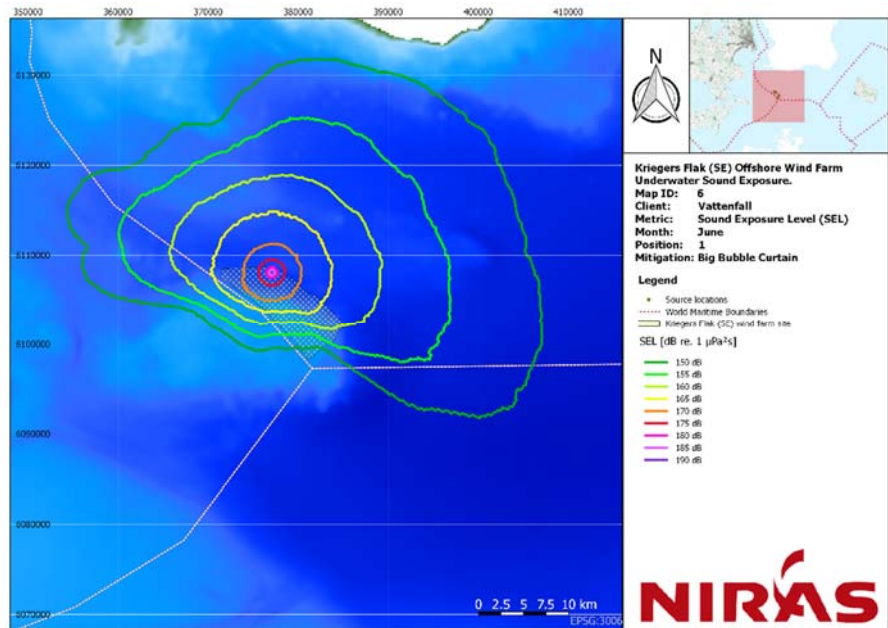 350000 360000 370000 380000 390000 400000 410000
6130000
6120000
6110000
6100000
6090000
6080000
6070000
0 2.5 5 7.5 10 km
EPSG:3006
N
Kriegers Flak (SE) Offshore Wind Farm
Underwater Sound Exposure.
Map ID: 6
Client: Vattenfall
Metric: Sound Exposure Level (SEL)
Month: June
Position: 1
Mitigation: Big Bubble Curtain
Legend
Source locations
World Maritime Boundaries
Kriegers Flak (SE) wind farm site
SEL [dB re. 1 µPa²s]
150 dB
155 dB
160 dB
165 dB
170 dB
175 dB
180 dB
185 dB
190 dB
NIRAS